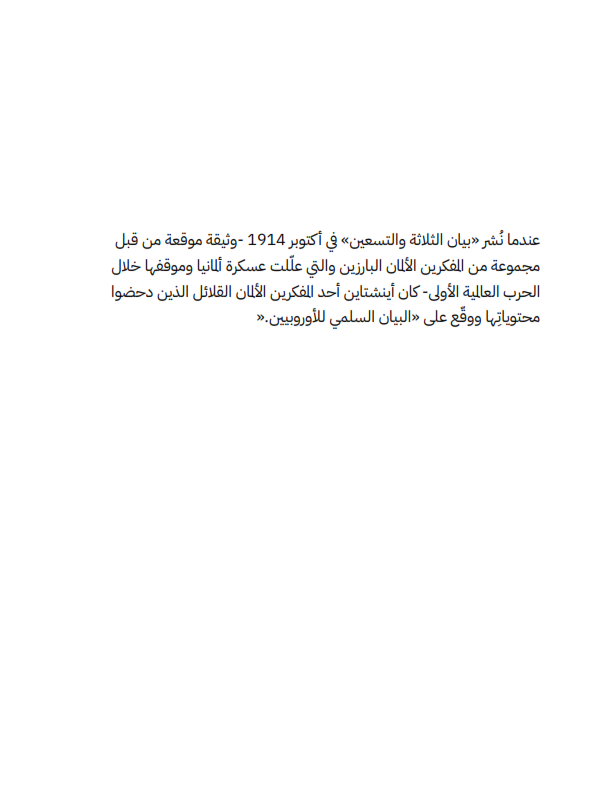 عندما نُشر «بيان الثلاثة والتسعين» في أكتوبر 1914 -وثيقة موقعة من قبل
مجموعة من المفكرين الألمان البارزين والتي علّلت عسكرة ألمانيا وموقفها خلال
الحرب العالمية الأولى- كان أينشتاين أحد المفكرين الألمان القلائل الذين دحضوا
محتوياتِها ووقّع على «البيان السلمي للأوروبيين.«